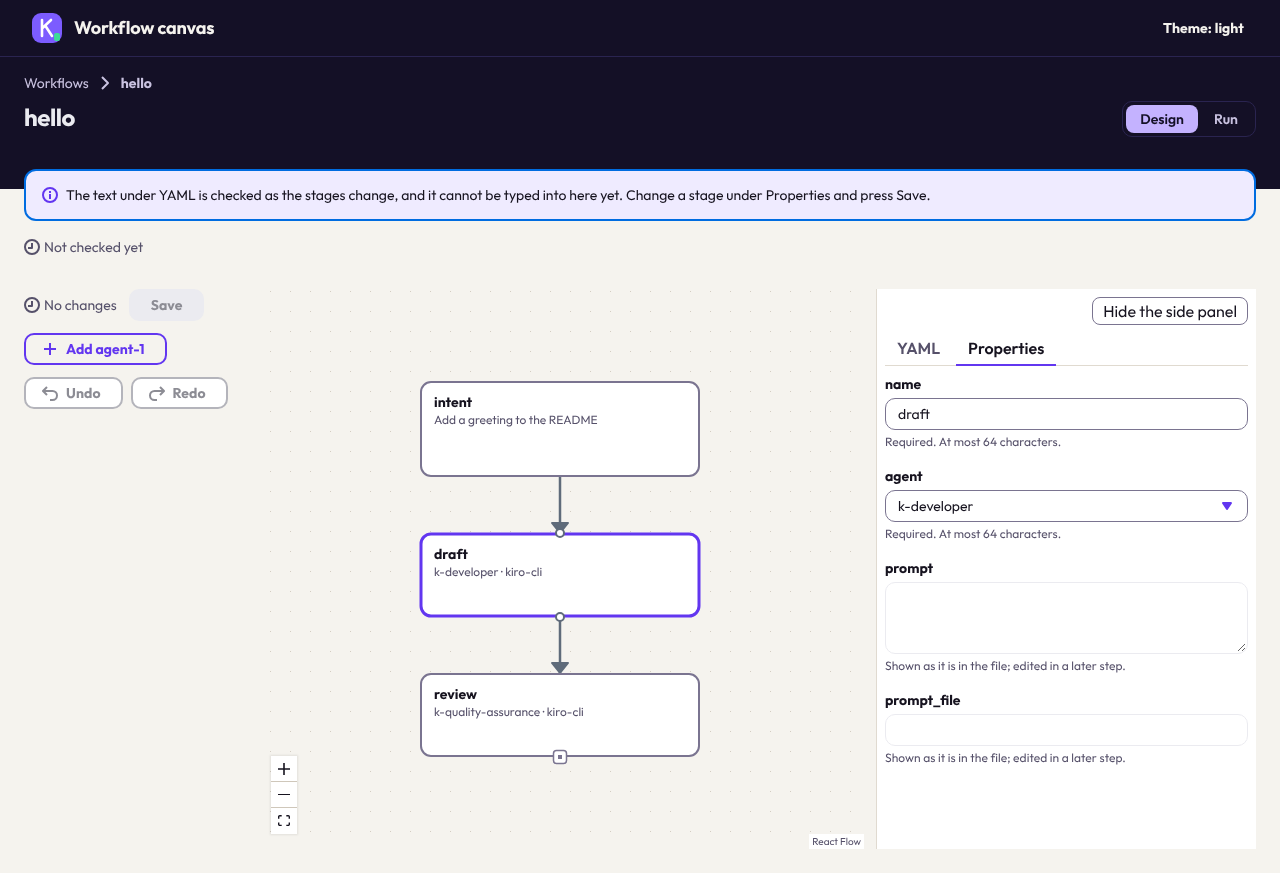 K
Workflow canvas
Theme: light
Workflows hello
hello
Design Run
The text under YAML is checked as the stages change, and it cannot be typed into here yet. Change a stage under Properties and press Save.
Not checked yet
No changes Save
Add agent-1
Undo Redo
intent
Add a greeting to the README
draft
k-developer · kiro-cli
review
k-quality-assurance · kiro-cli
React Flow
Hide the side panel
YAML Properties
name
draft
Required. At most 64 characters.
agent
k-developer
Required. At most 64 characters.
prompt
Shown as it is in the file; edited in a later step.
prompt_file
Shown as it is in the file; edited in a later step.